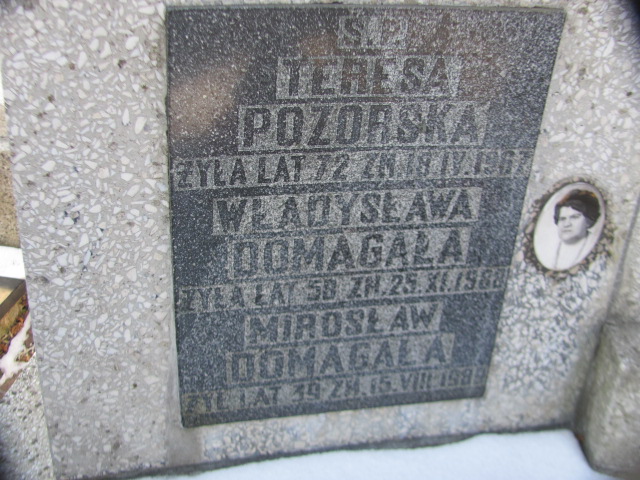 Ś.P.
TERESA
POZORSKA
ŻYŁA LAT 72 ZM. 18.IV.1967
WŁADYSŁAWA
DOMAGAŁA
ŻYŁA LAT 58 ZM. 29.XI.
MIROSŁAW
DOMAGAŁA
ŻYŁ LAT 39 ZM. 15.VIII